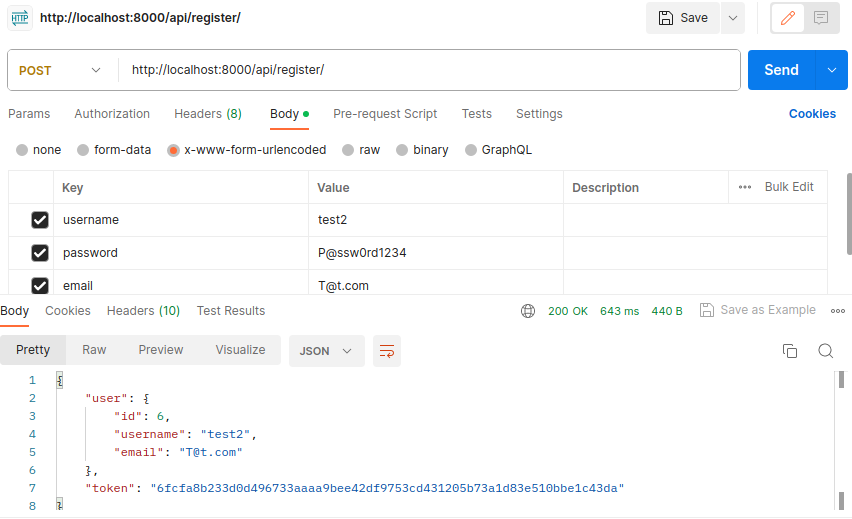 HTTP http://localhost:8000/api/register/ Save
POST http://localhost:8000/api/register/ Send
Params Authorization Headers (8) Body Pre-request Script Tests Settings Cookies
none form-data x-www-form-urlencoded raw binary GraphQL
Key Value Description Bulk Edit
username test2
password P@ssw0rd1234
email T@t.com
Body Cookies Headers (10) Test Results 200 OK 643 ms 440 B Save as Example
Pretty Raw Preview Visualize JSON
1 {
2 "user": {
3 "id": 6,
4 "username": "test2",
5 "email": "T@t.com"
6 },
7 "token": "6fcfa8b233d0d496733aaaa9bee42df9753cd431205b73a1d83e510bbe1c43da"
8 }